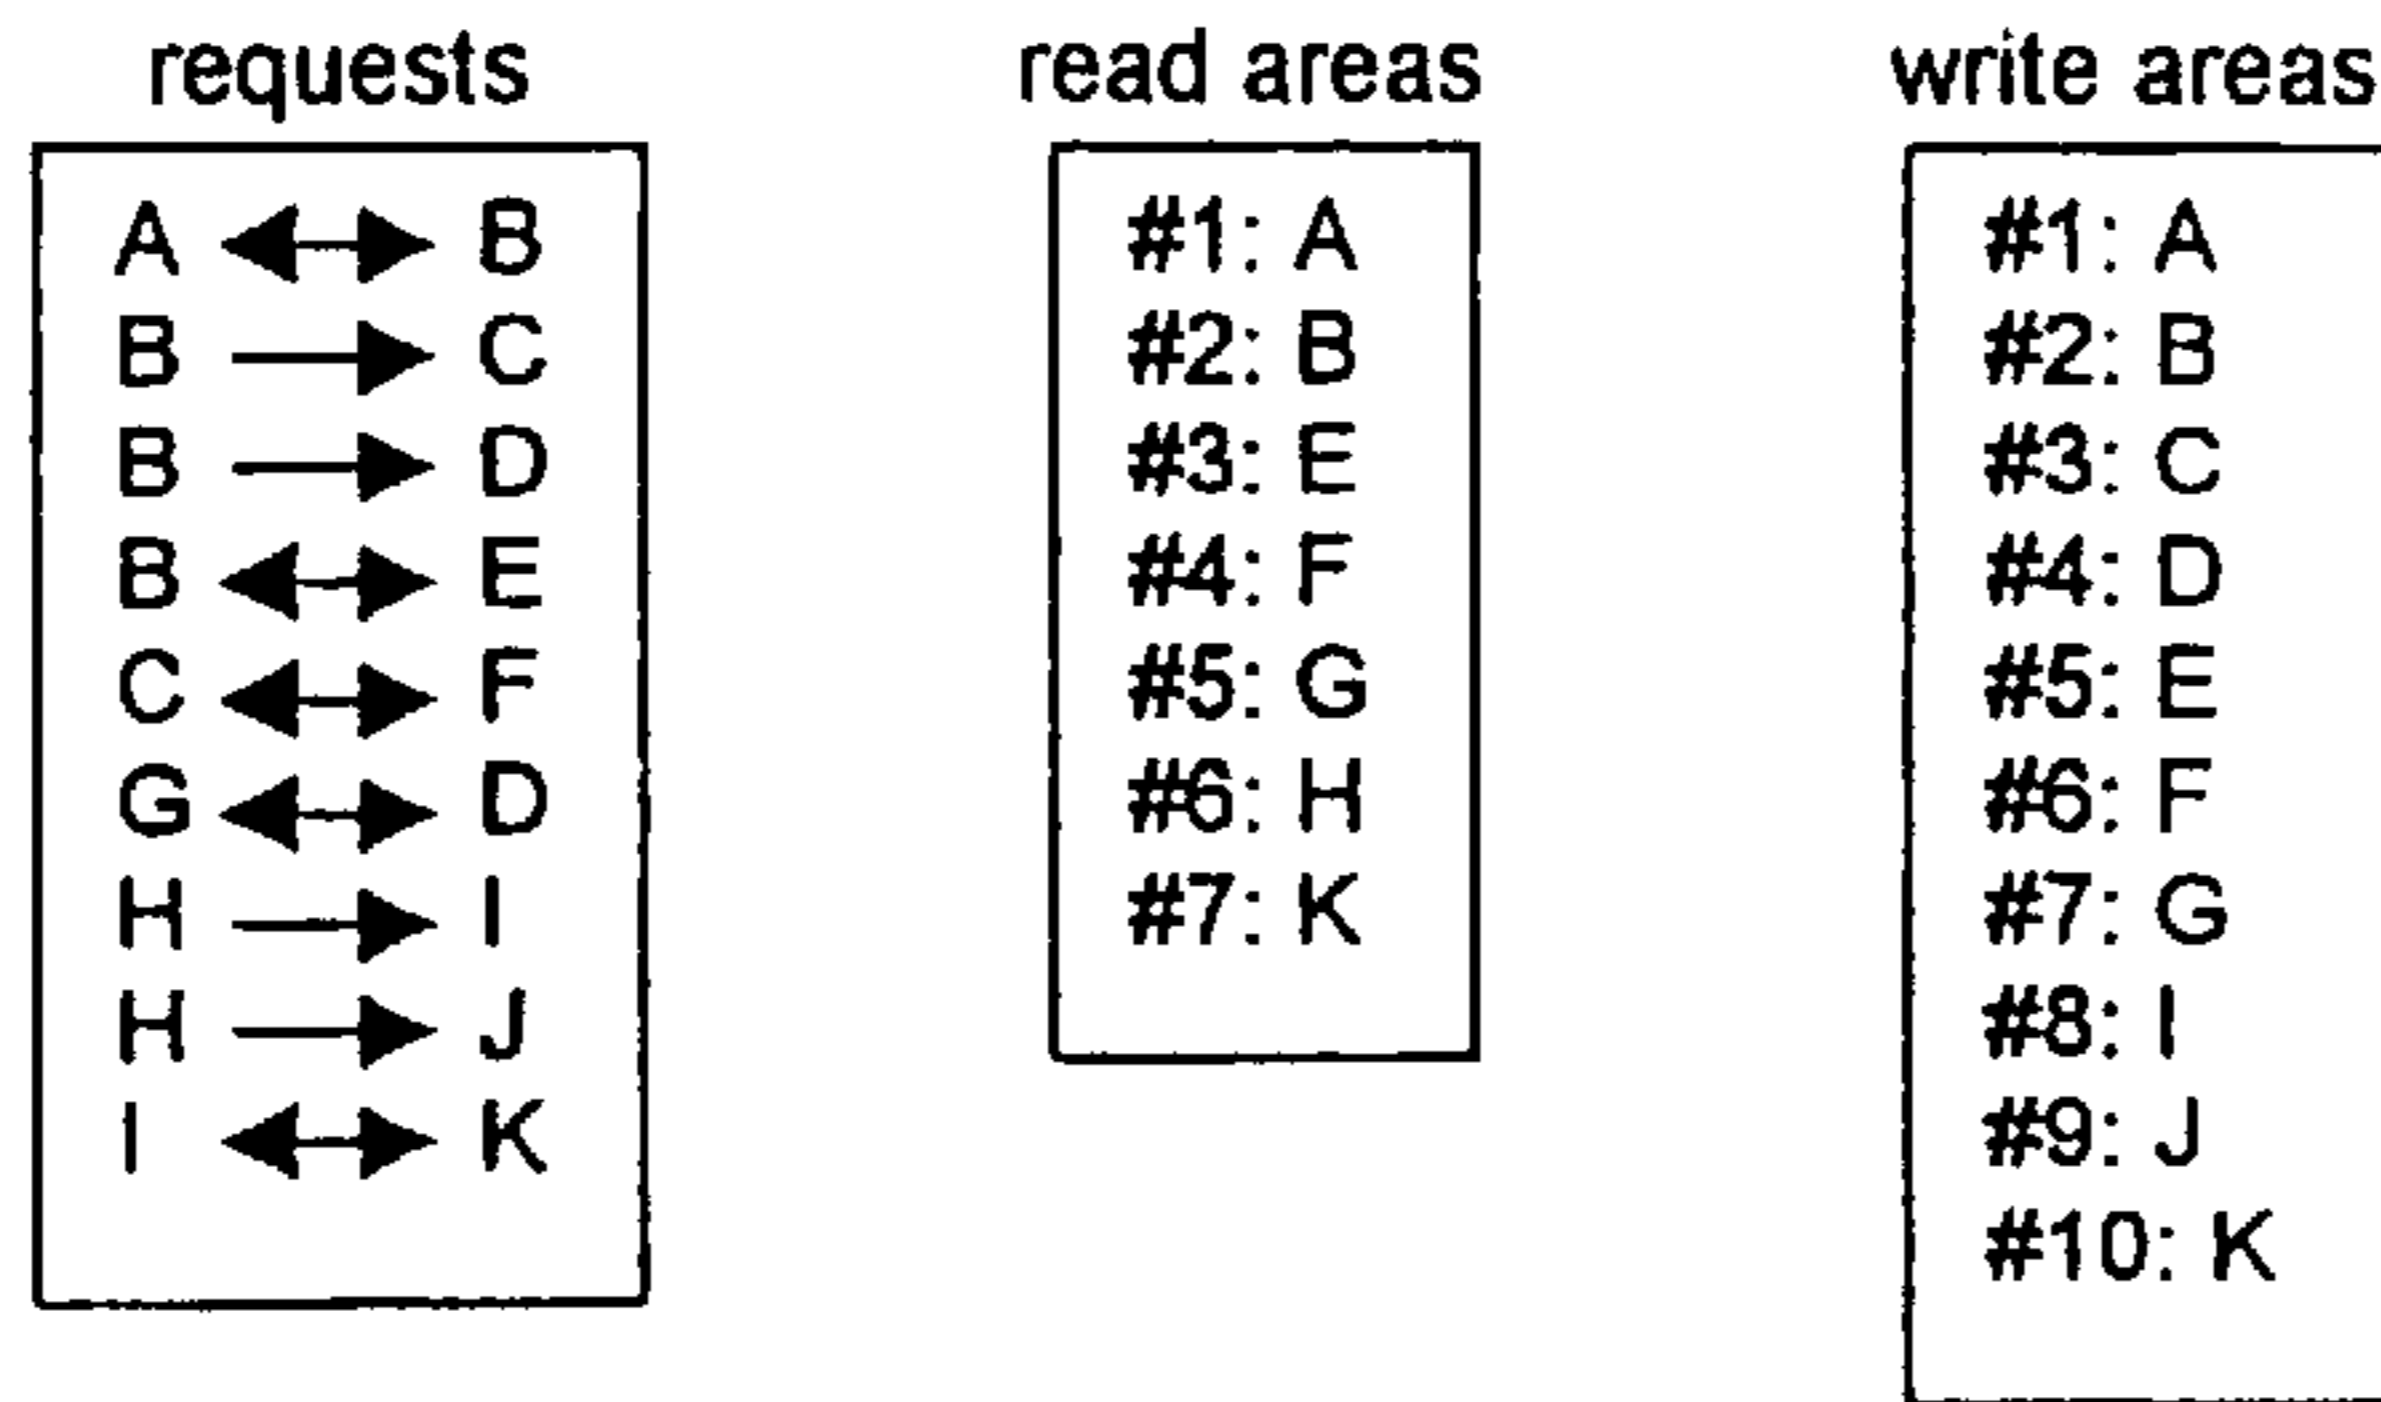 requests
A ↔ B
B → C
B → D
B ↔ E
C ↔ F
G ↔ D
H → I
H → J
I ↔ K
read areas
#1: A
#2: B
#3: E
#4: F
#5: G
#6: H
#7: K
write areas
#1: A
#2: B
#3: C
#4: D
#5: E
#6: F
#7: G
#8: I
#9: J
#10: K